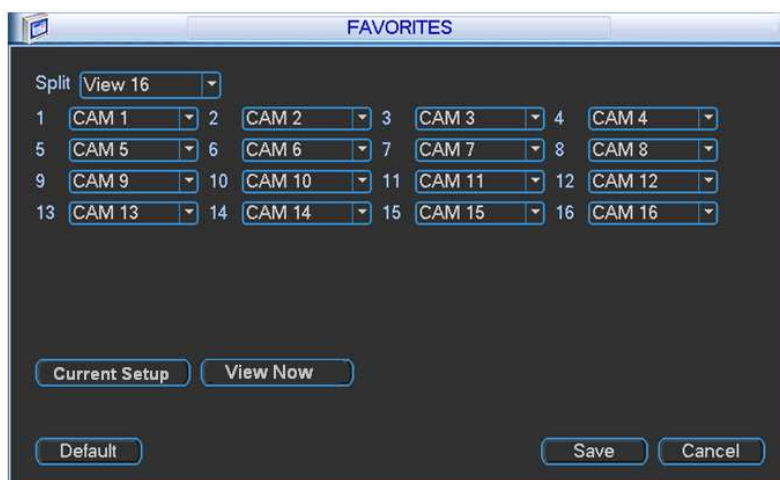 FAVORITES
Split View 16
1 CAM 1 2 CAM 2 3 CAM 3 4 CAM 4
5 CAM 5 6 CAM 6 7 CAM 7 8 CAM 8
9 CAM 9 10 CAM 10 11 CAM 11 12 CAM 12
13 CAM 13 14 CAM 14 15 CAM 15 16 CAM 16
Current Setup View Now
Default Save Cancel